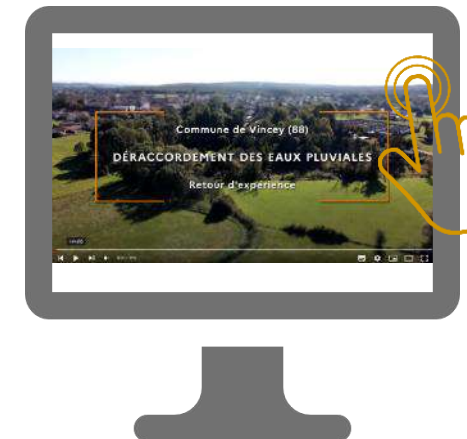 Commune de Vincey (88)
DÉRACCORDEMENT DES EAUX PLUVIALES
Retour d'expérience